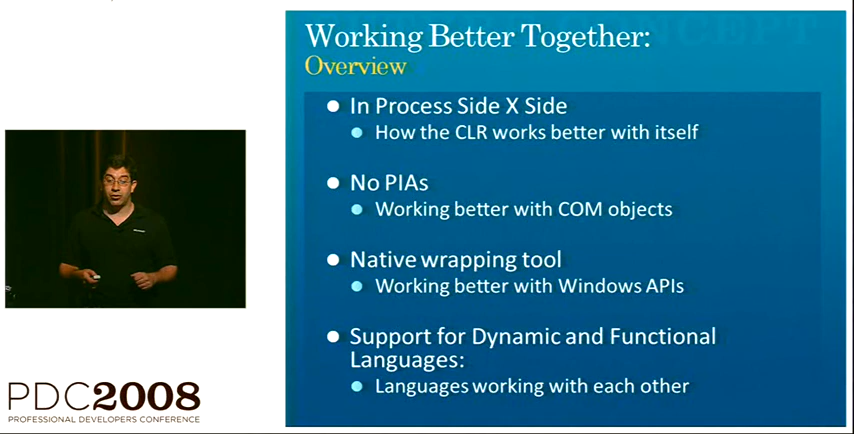 Working Better Together:
Overview
In Process Side X Side
How the CLR works better with itself
No PIAs
Working better with COM objects
Native wrapping tool
Working better with Windows APIs
Support for Dynamic and Functional
Languages:
Languages working with each other
PDC2008
PROFESSIONAL DEVELOPERS CONFERENCE